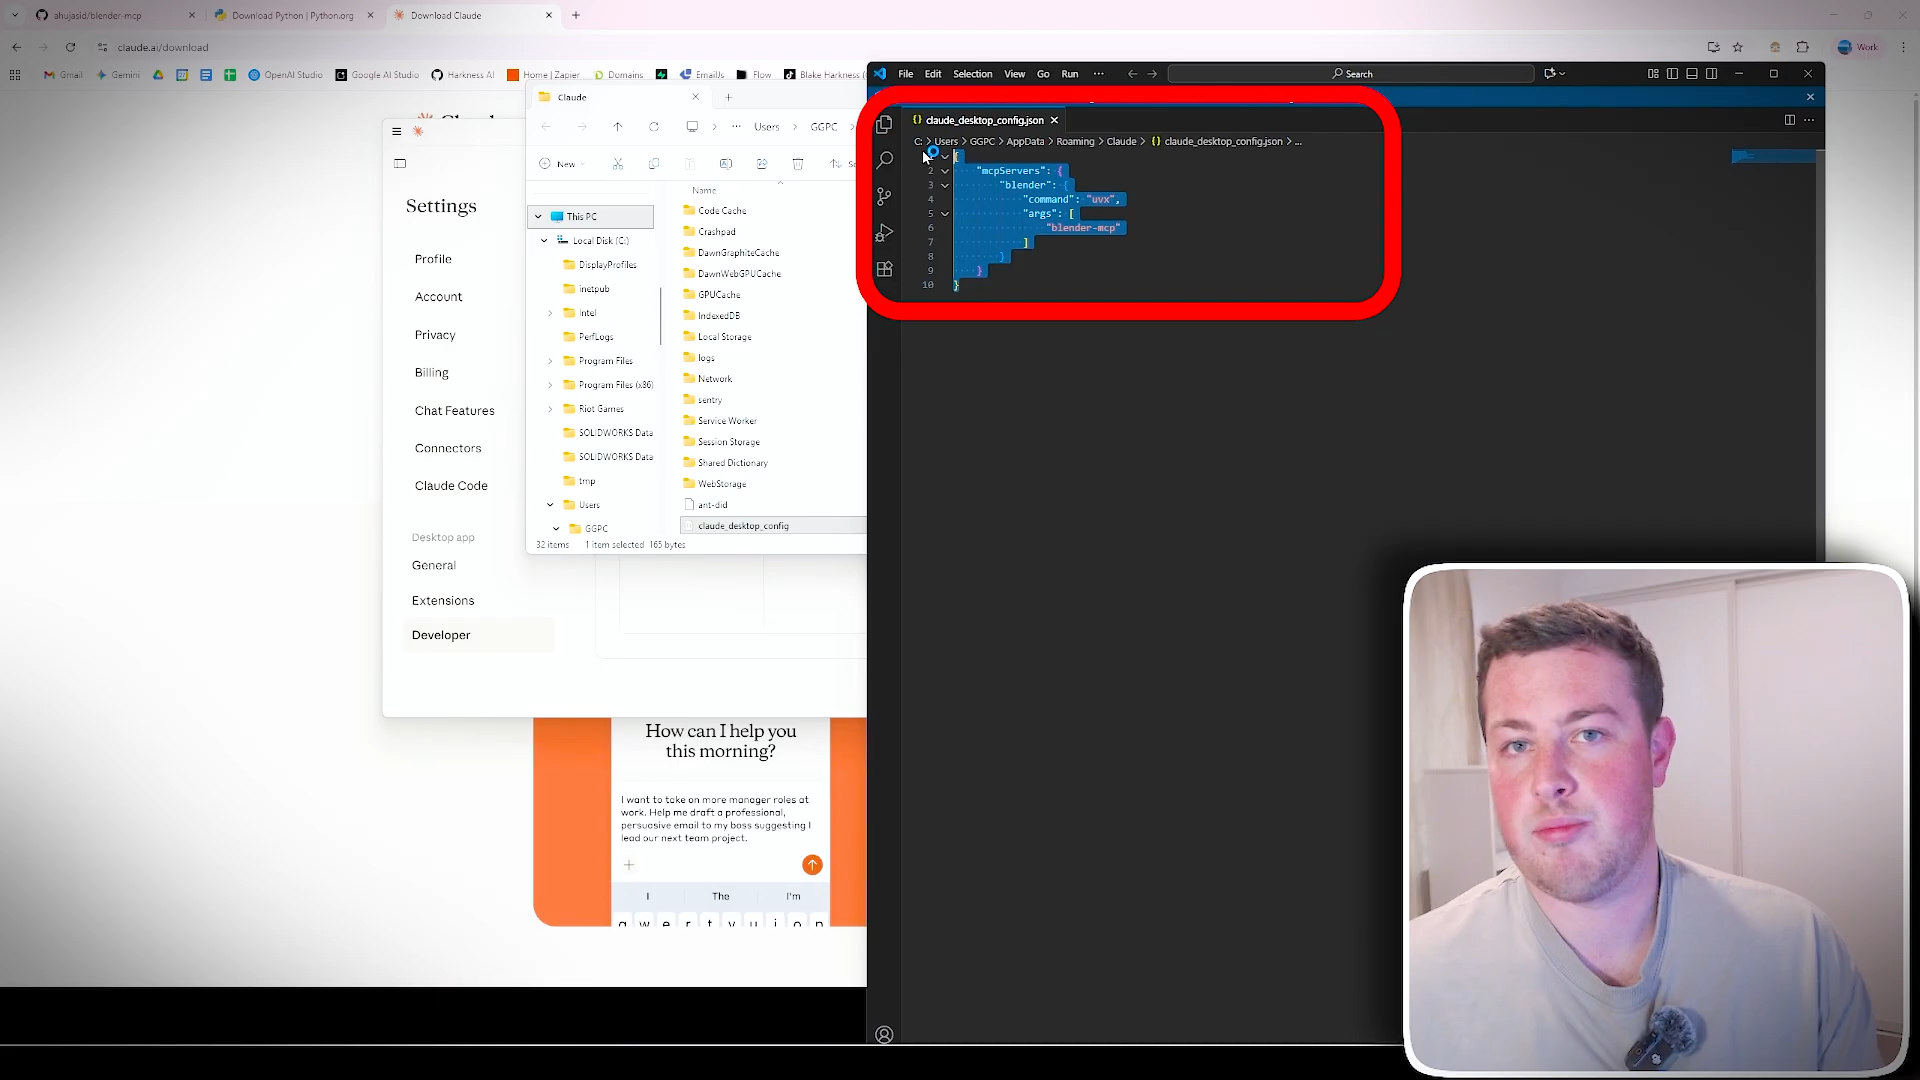 ahujasid/blender-mcp
Download Python | Python.org
Download Claude
claude.ai/download
Work
Gmail
Gemini
OpenAI Studio
Google AI Studio
Harkness AI
Home | Zapier
Domains
EmailJs
Flow
Blake Harkness (
Claude
Users
GGPC
New
Name
This PC
Local Disk (C:)
DisplayProfiles
inetpub
Intel
PerfLogs
Program Files
Program Files (x86)
Riot Games
SOLIDWORKS Data
SOLIDWORKS Data
tmp
Users
GGPC
Code Cache
Crashpad
DawnGraphiteCache
DawnWebGPUCache
GPUCache
IndexedDB
Local Storage
logs
Network
sentry
Service Worker
Session Storage
Shared Dictionary
WebStorage
ant-did
claude_desktop_config
32 items 1 item selected 165 bytes
Settings
Profile
Account
Privacy
Billing
Chat Features
Connectors
Claude Code
Desktop app
General
Extensions
Developer
How can I help you
this morning?
I want to take on more manager roles at
work. Help me draft a professional,
persuasive email to my boss suggesting I
lead our next team project.
I The I'm
q w e r t y u i o p
File Edit Selection View Go Run ··· Search
{} claude_desktop_config.json
C: > Users > GGPC > AppData > Roaming > Claude > {} claude_desktop_config.json > ...
{
2 "mcpServers": {
3 "blender": {
4 "command": "uvx",
5 "args": [
6 "blender-mcp"
7 ]
8 }
9 }
10 }